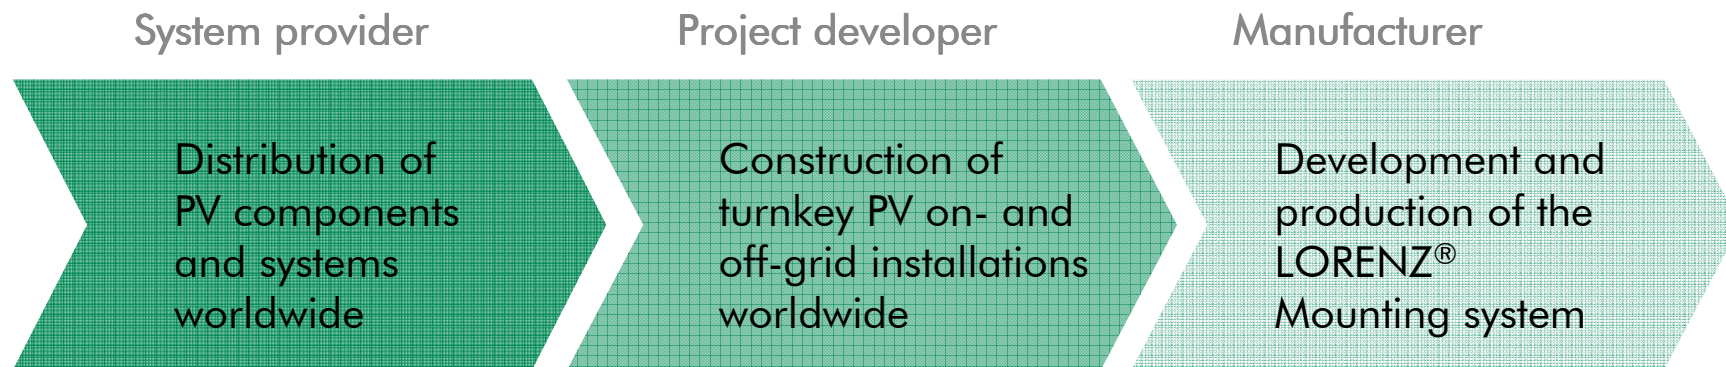 System provider
Project developer
Manufacturer
Distribution of
PV components
and systems
worldwide
Construction of
turnkey PV on- and
off-grid installations
worldwide
Development and
production of the
LORENZ®
Mounting system